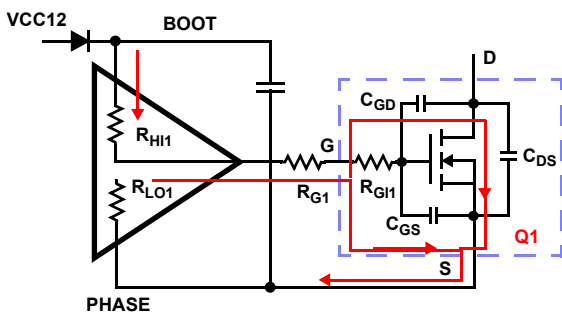 VCC12
BOOT
D
CGD
RHI1
G
CDS
RLO1
RG1
RGI1
CGS
Q1
S
PHASE